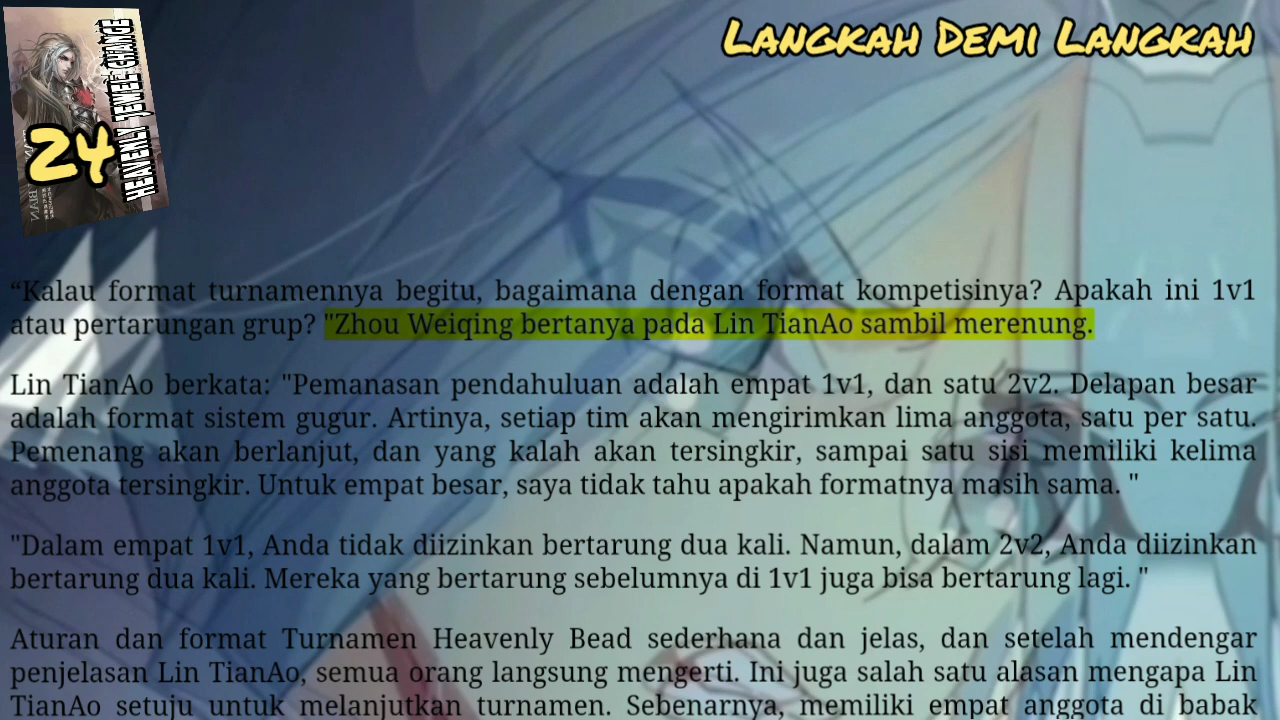 LANGKAH DEMI LANGKAH
HEAVENLY JEWEL CHANGE
24
“Kalau format turnamennya begitu, bagaimana dengan format kompetisinya? Apakah ini 1v1
atau pertarungan grup? "Zhou Weiqing bertanya pada Lin TianAo sambil merenung.
Lin TianAo berkata: "Pemanasan pendahuluan adalah empat 1v1, dan satu 2v2. Delapan besar
adalah format sistem gugur. Artinya, setiap tim akan mengirimkan lima anggota, satu per satu.
Pemenang akan berlanjut, dan yang kalah akan tersingkir, sampai satu sisi memiliki kelima
anggota tersingkir. Untuk empat besar, saya tidak tahu apakah formatnya masih sama. "
"Dalam empat 1v1, Anda tidak diizinkan bertarung dua kali. Namun, dalam 2v2, Anda diizinkan
bertarung dua kali. Mereka yang bertarung sebelumnya di 1v1 juga bisa bertarung lagi. "
Aturan dan format Turnamen Heavenly Bead sederhana dan jelas, dan setelah mendengar
penjelasan Lin TianAo, semua orang langsung mengerti. Ini juga salah satu alasan mengapa Lin
TianAo setuju untuk melanjutkan turnamen. Sebenarnya, memiliki empat anggota di babak